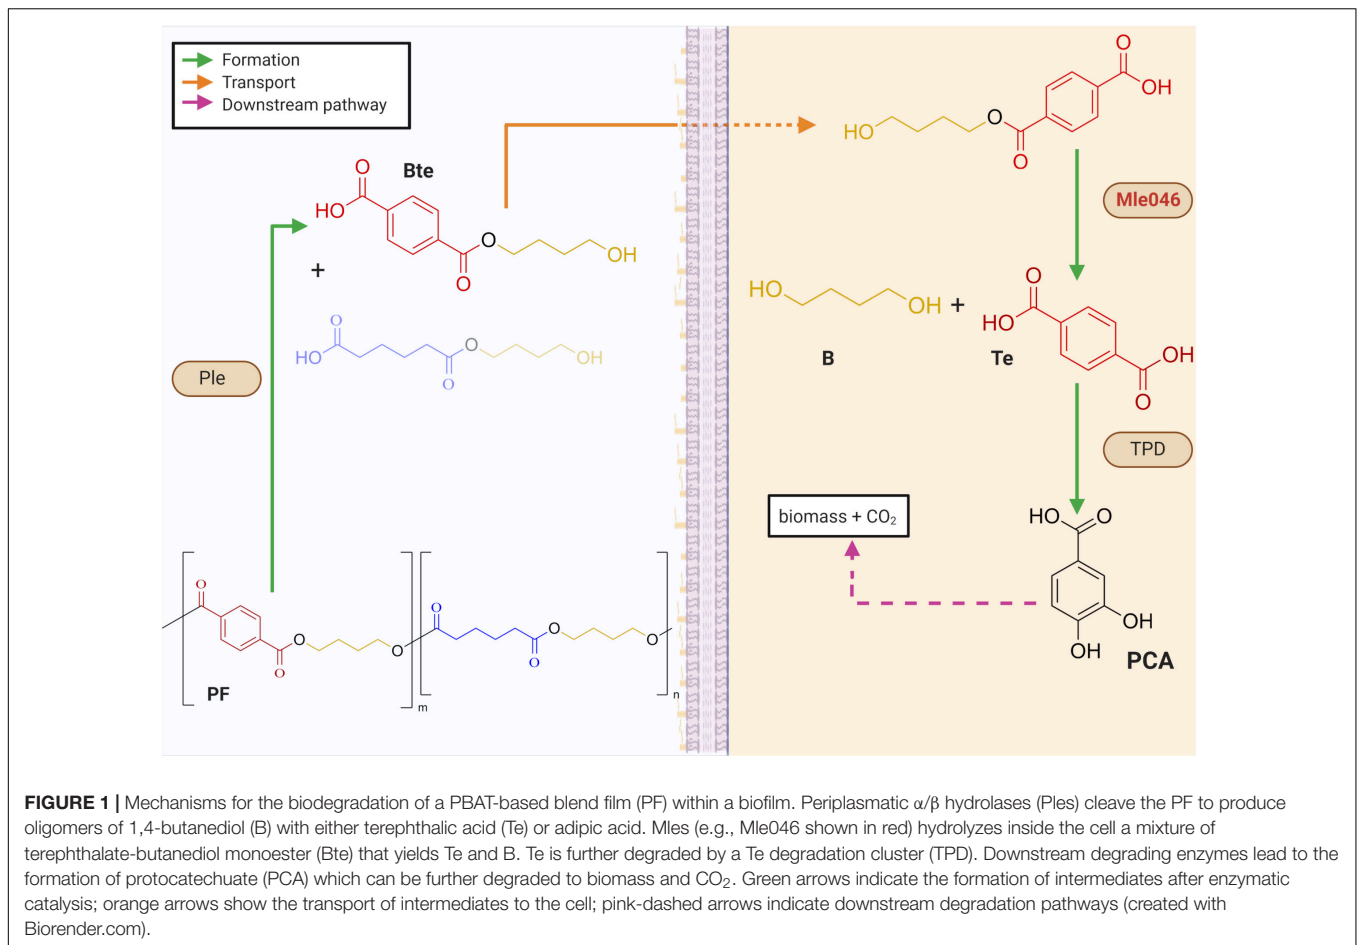 Formation
Transport
Downstream pathway
Bte
O
HO
O
O
OH
+
O
HO
O
O
OH
Ple
O
O
O
O
PF
m
O
O
O
O
n
HO
O
O
O
OH
Mle046
HO
OH
B
+
O
HO
Te
OH
O
TPD
biomass + CO2
HO
O
OH
OH
PCA
FIGURE 1 | Mechanisms for the biodegradation of a PBAT-based blend film (PF) within a biofilm. Periplasmatic α/β hydrolases (Ples) cleave the PF to produce
oligomers of 1,4-butanediol (B) with either terephthalic acid (Te) or adipic acid. Mles (e.g., Mle046 shown in red) hydrolyzes inside the cell a mixture of
terephthalate-butanediol monoester (Bte) that yields Te and B. Te is further degraded by a Te degradation cluster (TPD). Downstream degrading enzymes lead to the
formation of protocatechuate (PCA) which can be further degraded to biomass and CO2. Green arrows indicate the formation of intermediates after enzymatic
catalysis; orange arrows show the transport of intermediates to the cell; pink-dashed arrows indicate downstream degradation pathways (created with
Biorender.com).